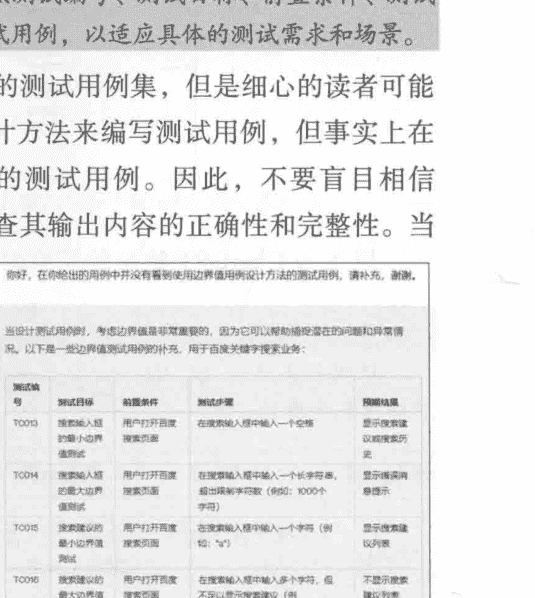 试用例，以适应具体的测试需求和场景。
的测试用例集，但是细心的读者可能
计方法来编写测试用例，但事实上在
的测试用例。因此，不要盲目相信
查其输出内容的正确性和完整性。当
你好，在你给出的用例中并没有看到使用边界值用例设计方法的测试用例，请补充，谢谢。
当设计测试用例时，考虑边界值是非常重要的，因为它可以帮助捕捉潜在的问题和异常情
况。以下是一些边界值测试用例的补充，用于百度关键字搜索业务：
测试编号 测试目标 前置条件 测试步骤 预期结果
TC013 搜索输入框的最小边界值测试 用户打开百度搜索页面 在搜索输入框中输入一个空格 显示搜索建议或搜索历史
TC014 搜索输入框的最大边界值测试 用户打开百度搜索页面 在搜索输入框中输入一个长字符串，超出限制字符数（例如：1000个字符） 显示错误消息提示
TC015 搜索建议的最小边界值测试 用户打开百度搜索页面 在搜索输入框中输入一个字符（例如："a"） 显示搜索建议列表
TC016 搜索建议的最大边界值 用户打开百度搜索页面 在搜索输入框中输入多个字符，但不足以显示搜索建议（例 不显示搜索建议列表